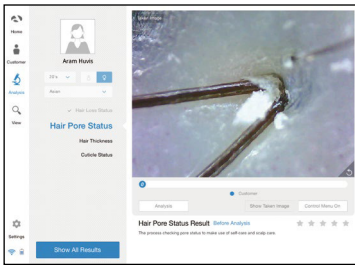 Taken Image
Home
Aram Huvis
Customer
Asian
Analysis
Hair Loss Status
View
Hair Pore Status
Hair Thickness
Cuticle Status
Customer
Analysis
Show Taken Image
Control Menu On
Hair Pore Status Result Before Analysis
The process checking pore status to make use of self-care and scalp care.
Settings
Show All Results